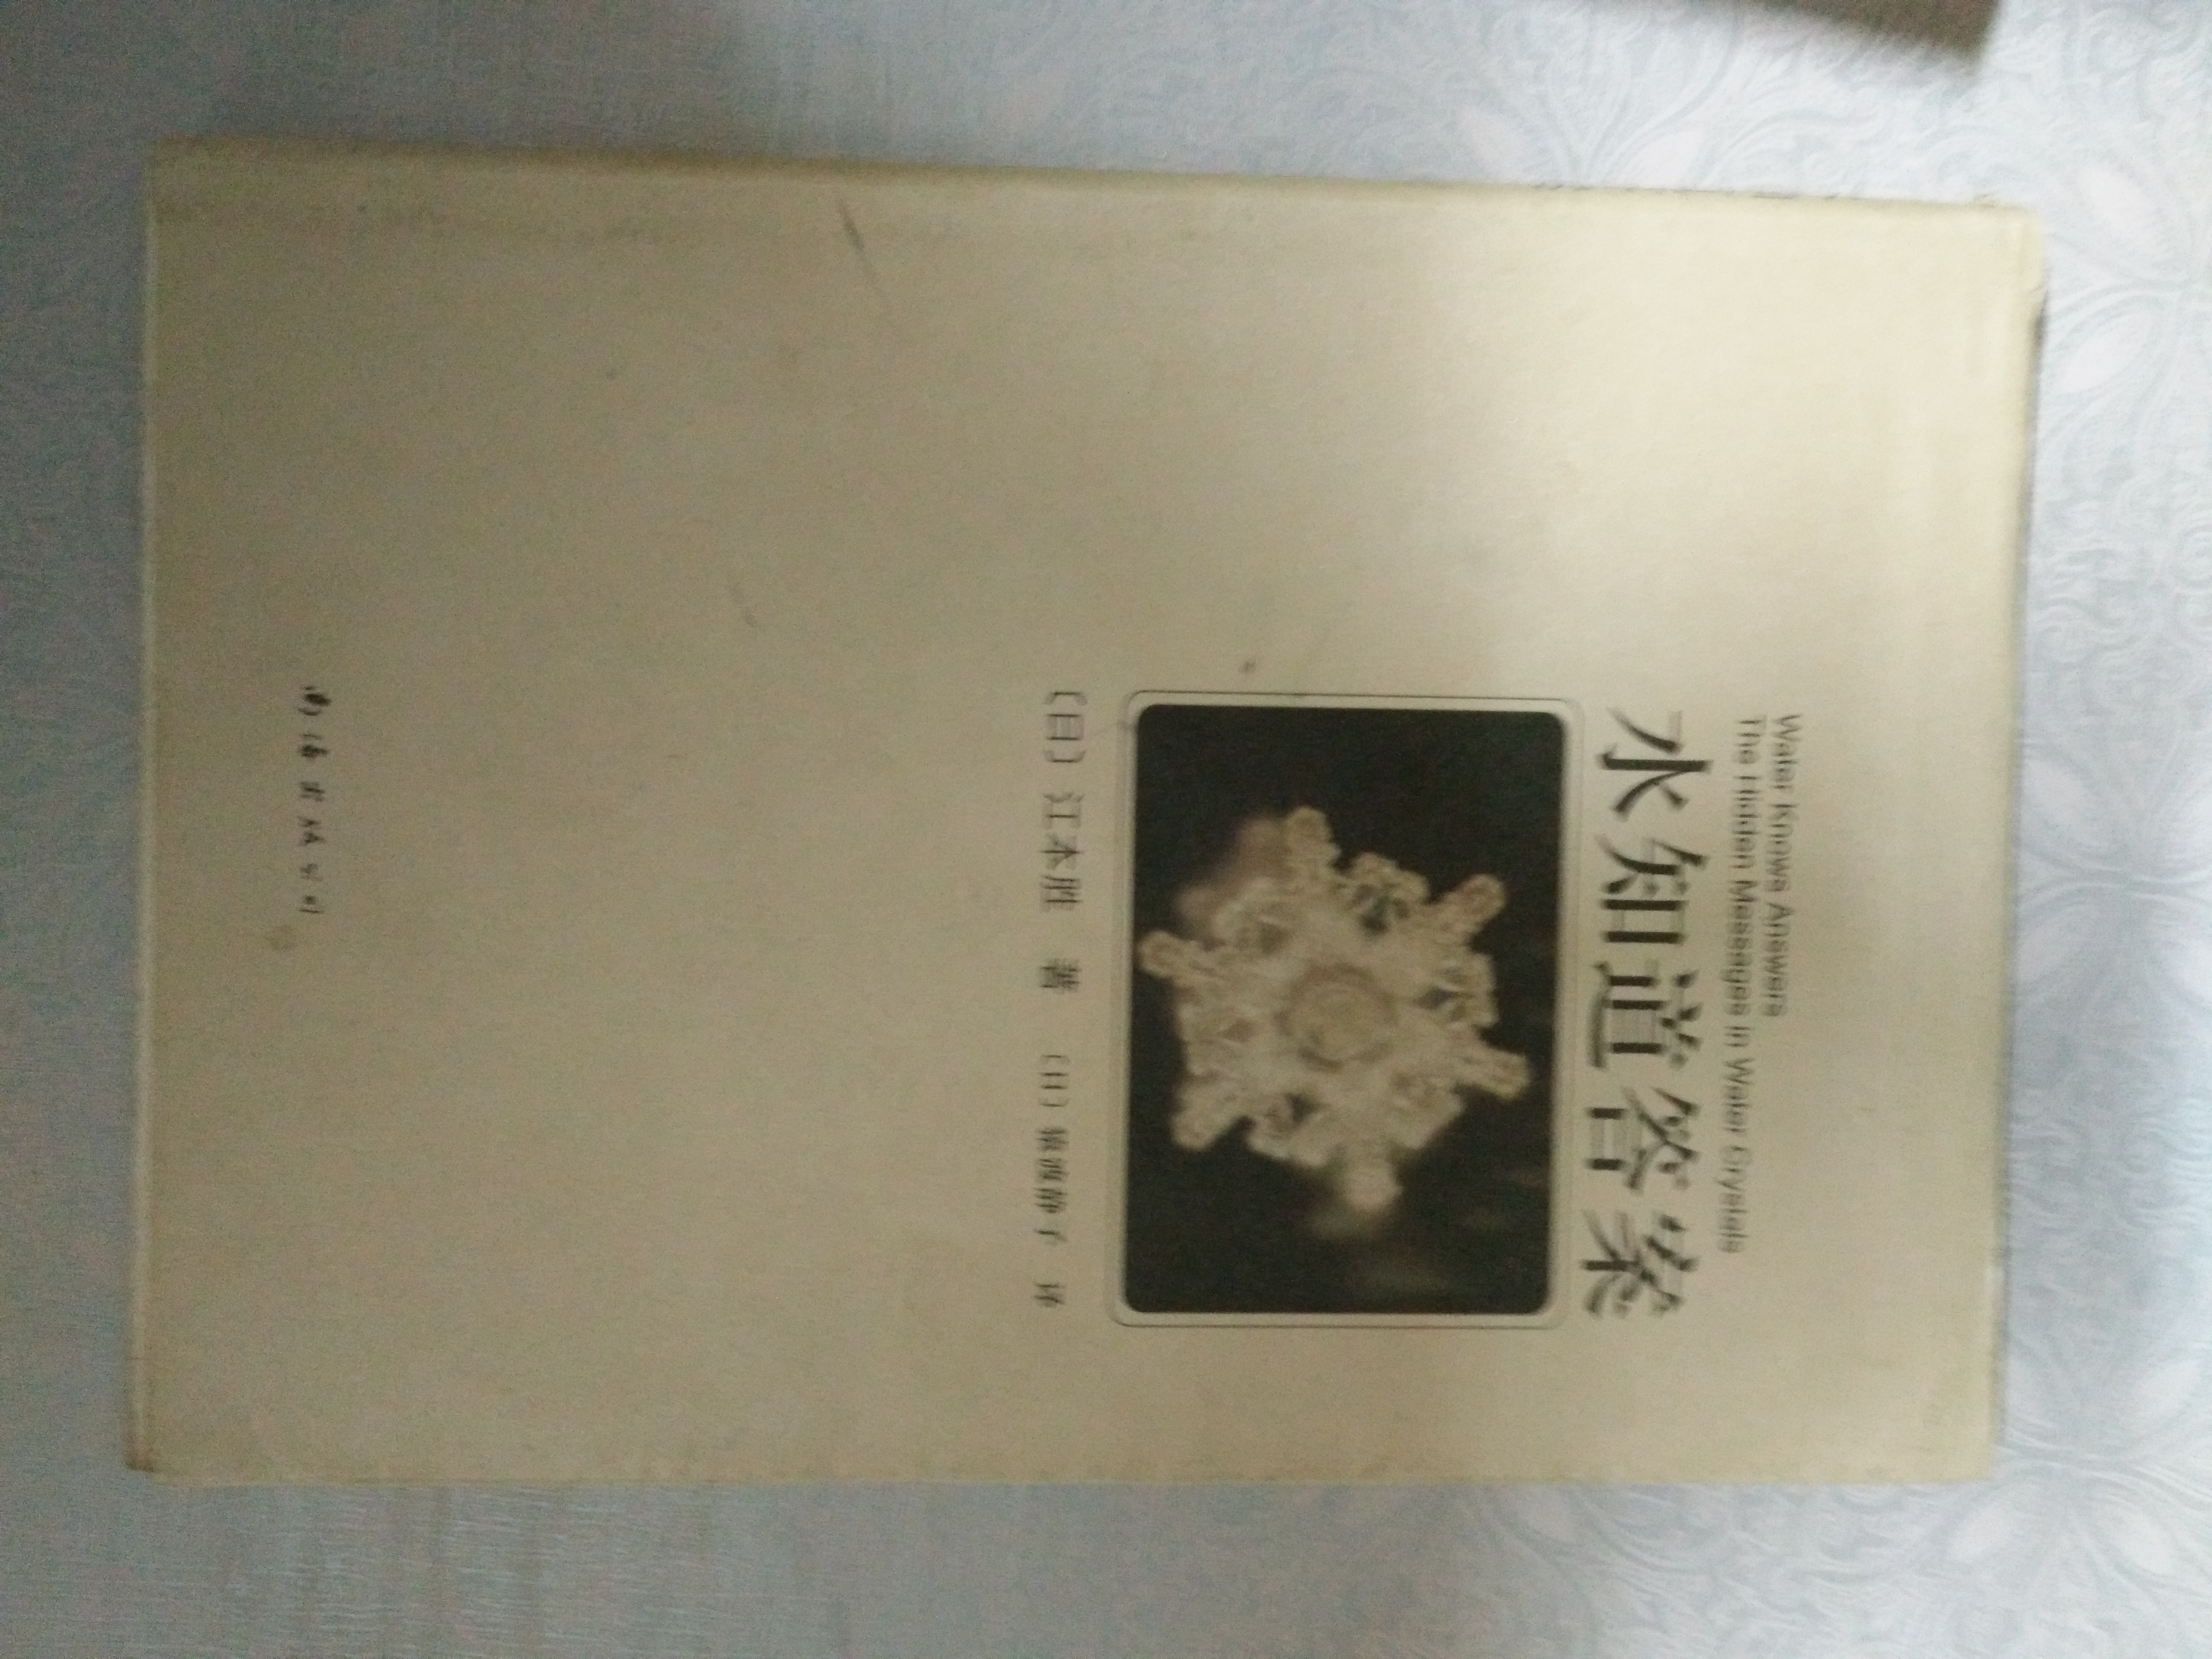 Water Knows Answers
The Hidden Messages in Water Crystals
水知道答案
〔日〕江本胜 著 〔日〕猿渡静子 译
南海出版公司